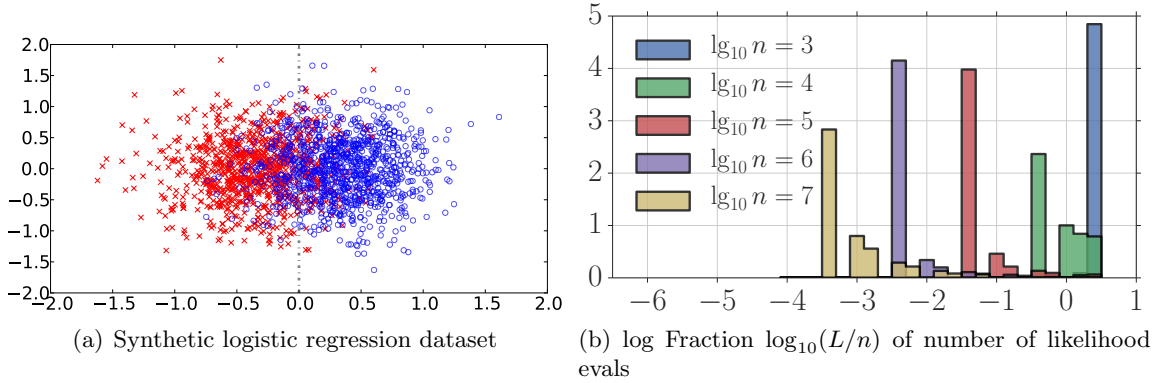 2.0
1.5
1.0
0.5
0.0
−0.5
−1.0
−1.5
−2.0
−2.0 −1.5 −1.0 −0.5 0.0 0.5 1.0 1.5 2.0
(a) Synthetic logistic regression dataset
5
4
3
2
1
0
lg₁₀ n = 3
lg₁₀ n = 4
lg₁₀ n = 5
lg₁₀ n = 6
lg₁₀ n = 7
−6 −5 −4 −3 −2 −1 0 1
(b) log Fraction log₁₀(L/n) of number of likelihood
evals